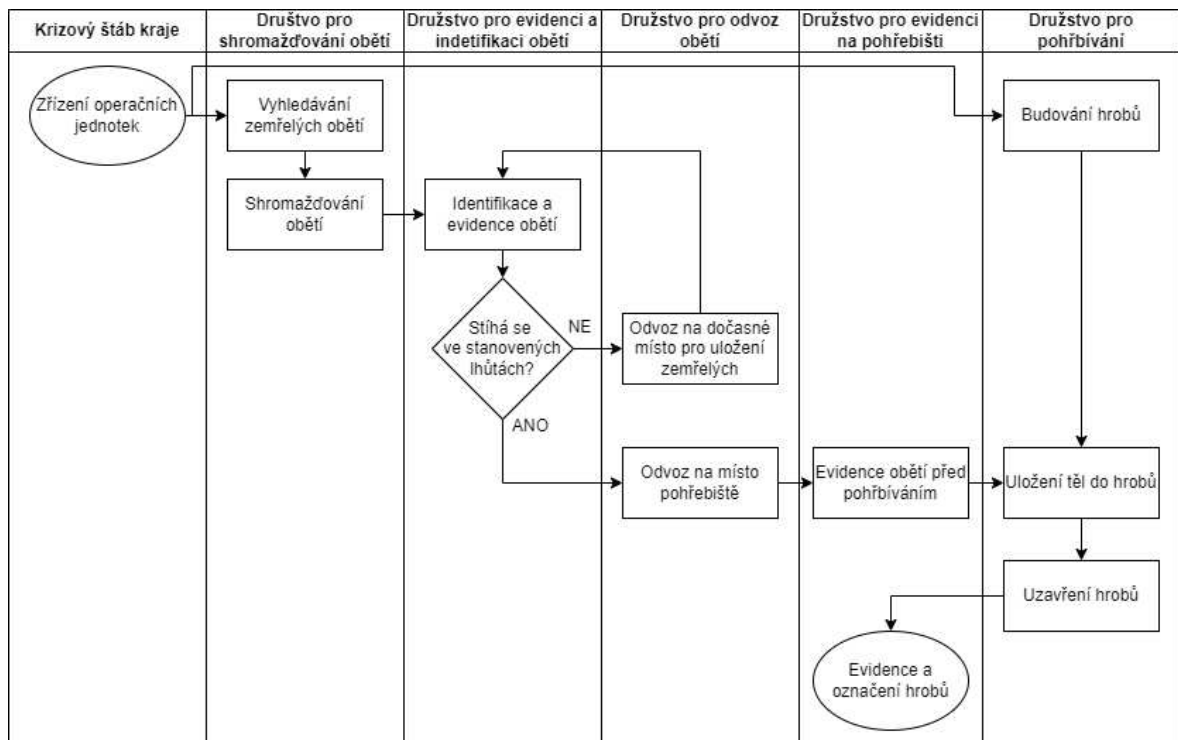 Krizový štáb kraje
Društvo pro
shromažďování obětí
Družstvo pro evidenci a
indetifikaci obětí
Družstvo pro odvoz
obětí
Družstvo pro evidenci
na pohřebišti
Družstvo pro
pohřbívání
Zřízení operačních
jednotek
Vyhledávání
zemřelých obětí
Budování hrobů
Shromažďování
obětí
Identifikace a
evidence obětí
Stíhá se
ve stanovených
lhůtách?
NE
Odvoz na dočasné
místo pro uložení
zemřelých
ANO
Odvoz na místo
pohřebiště
Evidence obětí před
pohřbíváním
Uložení těl do hrobů
Uzavření hrobů
Evidence a
označení hrobů